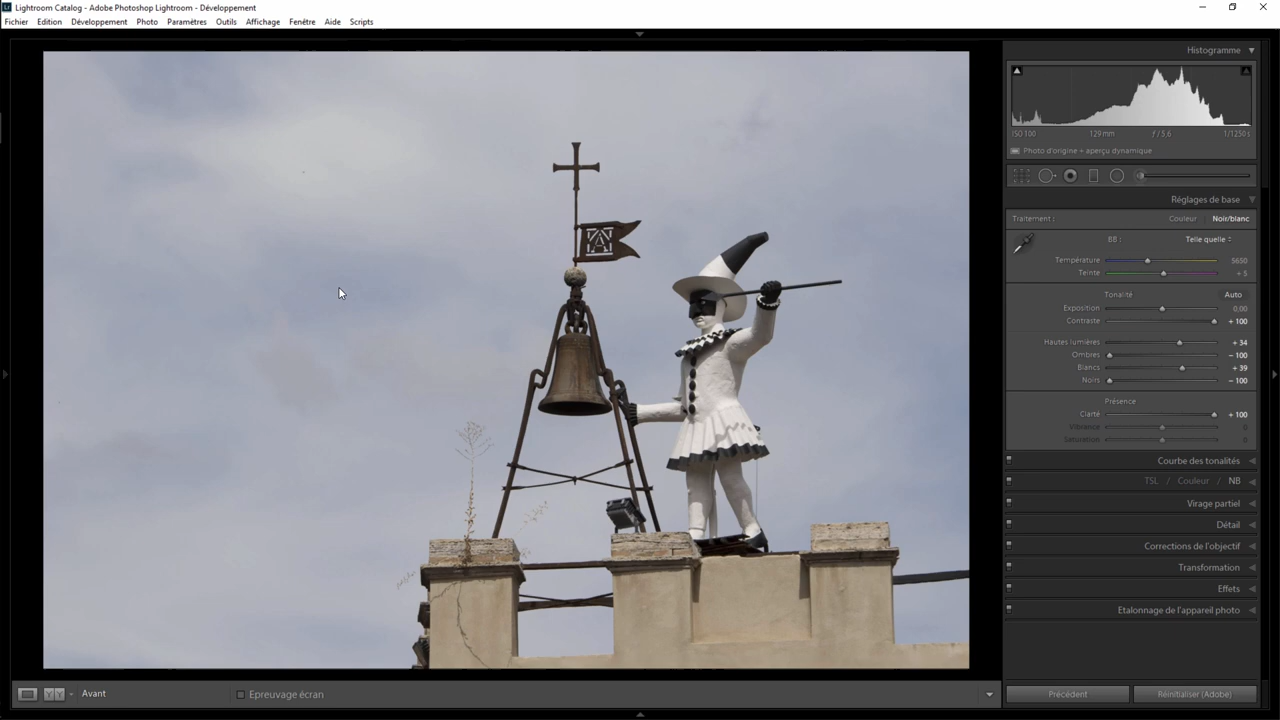 Lr Lightroom Catalog - Adobe Photoshop Lightroom - Développement
Fichier Edition Développement Photo Paramètres Outils Affichage Fenêtre Aide Scripts
Histogramme
ISO 100 129 mm ƒ / 5,6 1/1250 s
Photo d'origine + aperçu dynamique
Réglages de base
Traitement : Couleur Noir/blanc
BB : Telle quelle
Température 5650
Teinte + 5
Tonalité Auto
Exposition 0,00
Contraste + 100
Hautes lumières + 34
Ombres − 100
Blancs + 39
Noirs − 100
Présence
Clarté + 100
Vibrance 0
Saturation 0
Courbe des tonalités
TSL / Couleur / NB
Virage partiel
Détail
Corrections de l'objectif
Transformation
Effets
Etalonnage de l'appareil photo
A
YY Avant Epreuvage écran
Précédent Réinitialiser (Adobe)